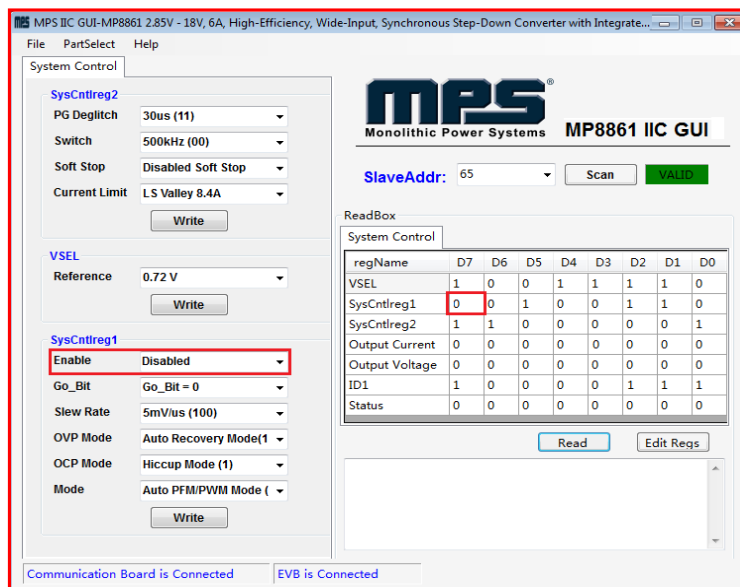 MPS IIC GUI-MP8861 2.85V - 18V, 6A, High-Efficiency, Wide-Input, Synchronous Step-Down Converter with Integrate...
File PartSelect Help
System Control
SysCntlreg2
PG Deglitch 30us (11)
Switch 500kHz (00)
Soft Stop Disabled Soft Stop
Current Limit LS Valley 8.4A
Write
VSEL
Reference 0.72 V
Write
SysCntlreg1
Enable Disabled
Go_Bit Go_Bit = 0
Slew Rate 5mV/us (100)
OVP Mode Auto Recovery Mode(1
OCP Mode Hiccup Mode (1)
Mode Auto PFM/PWM Mode (
Write
mps®
Monolithic Power Systems MP8861 IIC GUI
SlaveAddr: 65 Scan VALID
ReadBox
System Control
regName D7 D6 D5 D4 D3 D2 D1 D0
VSEL 1 0 0 1 1 1 1 0
SysCntlreg1 0 0 1 0 0 1 1 0
SysCntlreg2 1 1 0 0 0 0 0 1
Output Current 0 0 0 0 0 0 0 0
Output Voltage 0 0 0 0 0 0 0 0
ID1 1 0 0 0 0 1 1 1
Status 0 0 0 0 0 0 0 0
Read Edit Regs
Communication Board is Connected EVB is Connected